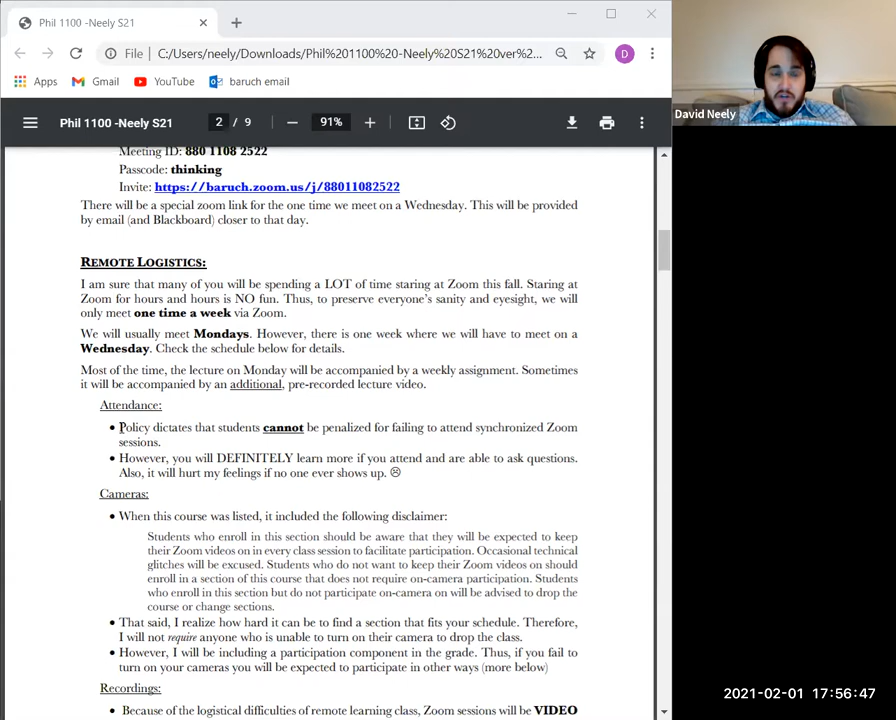 Phil 1100 -Neely S21
File
C:/Users/neely/Downloads/Phil%201100%20-Neely%20S21%20ver%2...
D
Apps
Gmail
YouTube
baruch email
Phil 1100 -Neely S21
2 / 9
91%
David Neely
Meeting ID: 880 1108 2522
Passcode: thinking
Invite: https://baruch.zoom.us/j/88011082522
There will be a special zoom link for the one time we meet on a Wednesday. This will be provided
by email (and Blackboard) closer to that day.
REMOTE LOGISTICS:
I am sure that many of you will be spending a LOT of time staring at Zoom this fall. Staring at
Zoom for hours and hours is NO fun. Thus, to preserve everyone's sanity and eyesight, we will
only meet one time a week via Zoom.
We will usually meet Mondays. However, there is one week where we will have to meet on a
Wednesday. Check the schedule below for details.
Most of the time, the lecture on Monday will be accompanied by a weekly assignment. Sometimes
it will be accompanied by an additional, pre-recorded lecture video.
Attendance:
• Policy dictates that students cannot be penalized for failing to attend synchronized Zoom
sessions.
• However, you will DEFINITELY learn more if you attend and are able to ask questions.
Also, it will hurt my feelings if no one ever shows up. ☹
Cameras:
• When this course was listed, it included the following disclaimer:
Students who enroll in this section should be aware that they will be expected to keep
their Zoom videos on in every class session to facilitate participation. Occasional technical
glitches will be excused. Students who do not want to keep their Zoom videos on should
enroll in a section of this course that does not require on-camera participation. Students
who enroll in this section but do not participate on-camera on will be advised to drop the
course or change sections.
• That said, I realize how hard it can be to find a section that fits your schedule. Therefore,
I will not require anyone who is unable to turn on their camera to drop the class.
• However, I will be including a participation component in the grade. Thus, if you fail to
turn on your cameras you will be expected to participate in other ways (more below)
Recordings:
• Because of the logistical difficulties of remote learning class, Zoom sessions will be VIDEO
2021-02-01 17:56:47